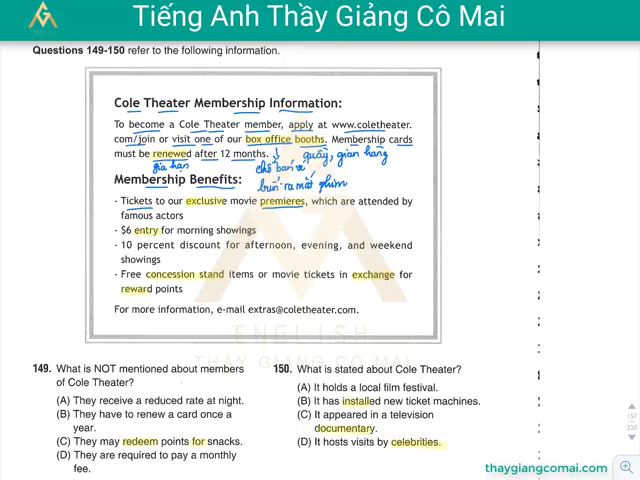 Tiếng Anh Thầy Giảng Cô Mai
Questions 149-150 refer to the following information.
Cole Theater Membership Information:
To become a Cole Theater member, apply at www.coletheater.
com/join or visit one of our box office booths. Membership cards
must be renewed after 12 months.
quầy, gian hàng
gia hạn
chỗ bán vé
Membership Benefits:
buổi ra mắt phim
- Tickets to our exclusive movie premieres, which are attended by
famous actors
- $6 entry for morning showings
- 10 percent discount for afternoon, evening, and weekend
showings
- Free concession stand items or movie tickets in exchange for
reward points
For more information, e-mail extras@coletheater.com.
ENGLISH
THẦY GIẢNG CÔ MAI
149. What is NOT mentioned about members
of Cole Theater?
(A) They receive a reduced rate at night.
(B) They have to renew a card once a
year.
(C) They may redeem points for snacks.
(D) They are required to pay a monthly
fee.
150. What is stated about Cole Theater?
(A) It holds a local film festival.
(B) It has installed new ticket machines.
(C) It appeared in a television
documentary.
(D) It hosts visits by celebrities.
157
220
thaygiangcomai.com